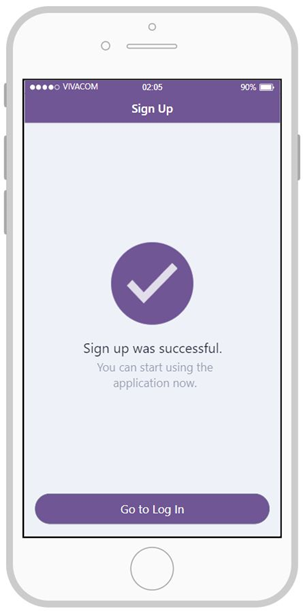 VIVACOM 02:05 90%
Sign Up
Sign up was successful.
You can start using the
application now.
Go to Log In